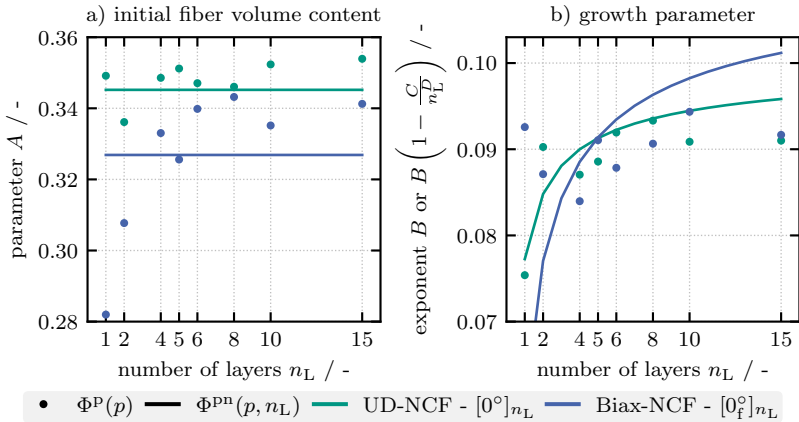 a) initial fiber volume content
b) growth parameter
parameter A / -
0.36
0.34
0.32
0.30
0.28
1 2 4 5 6 8 10 15
number of layers n_L / -
exponent B or B (1 − C/n_L^D) / -
0.10
0.09
0.08
0.07
1 2 4 5 6 8 10 15
number of layers n_L / -
Φ^p(p) Φ^pn(p, n_L) UD-NCF - [0°]_n_L Biax-NCF - [0°_f]_n_L